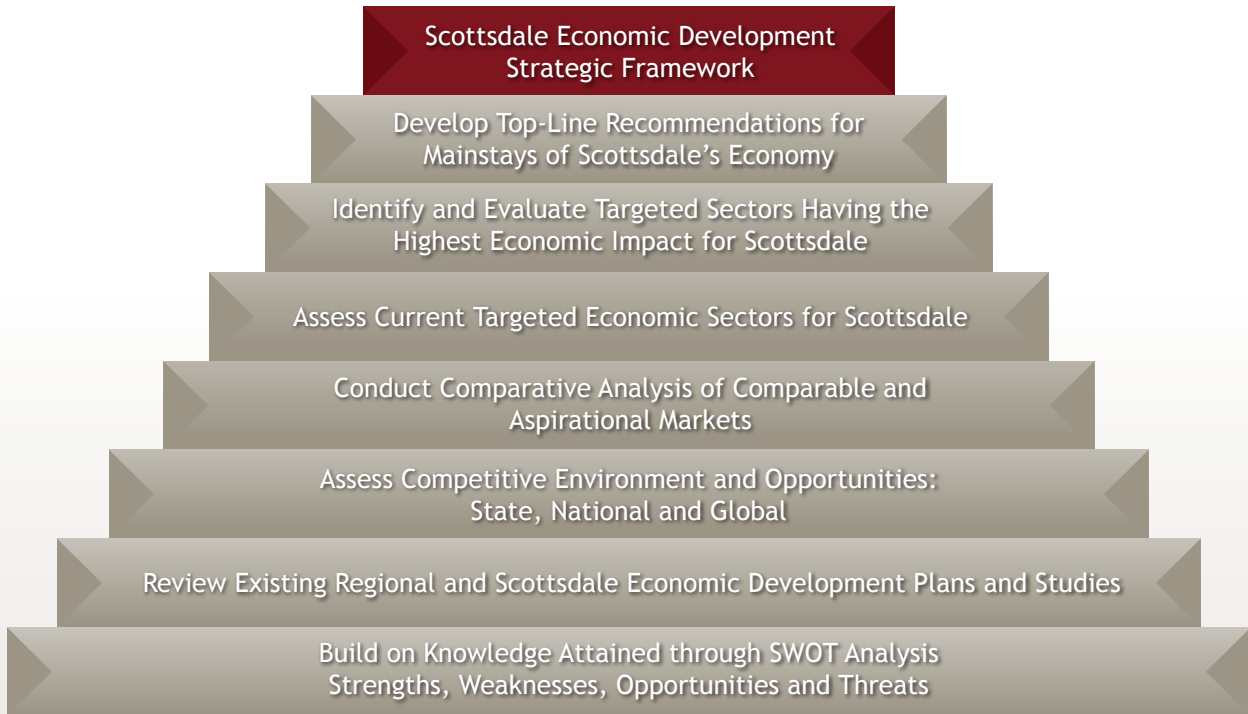 Scottsdale Economic Development
Strategic Framework
Develop Top-Line Recommendations for
Mainstays of Scottsdale’s Economy
Identify and Evaluate Targeted Sectors Having the
Highest Economic Impact for Scottsdale
Assess Current Targeted Economic Sectors for Scottsdale
Conduct Comparative Analysis of Comparable and
Aspirational Markets
Assess Competitive Environment and Opportunities:
State, National and Global
Review Existing Regional and Scottsdale Economic Development Plans and Studies
Build on Knowledge Attained through SWOT Analysis
Strengths, Weaknesses, Opportunities and Threats